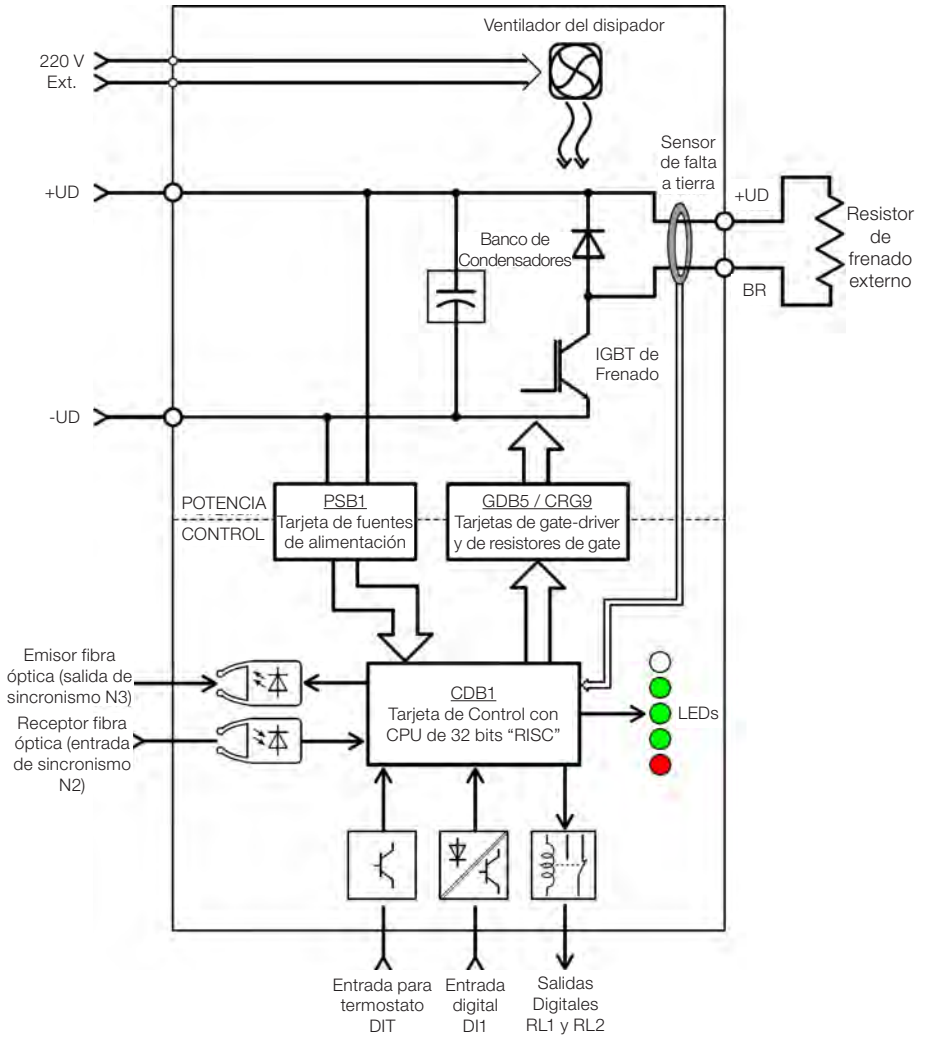 Ventilador del disipador
220 V
Ext.
Sensor
de falta
a tierra
+UD
+UD
Resistor
de
frenado
externo
Banco de
Condensadores
BR
IGBT de
Frenado
-UD
POTENCIA
CONTROL
PSB1
Tarjeta de fuentes
de alimentación
GDB5 / CRG9
Tarjetas de gate-driver
y de resistores de gate
Emisor fibra
óptica (salida de
sincronismo N3)
Receptor fibra
óptica (entrada
de sincronismo
N2)
CDB1
Tarjeta de Control con
CPU de 32 bits “RISC”
LEDs
Entrada para
termostato
DIT
Entrada
digital
DI1
Salidas
Digitales
RL1 y RL2